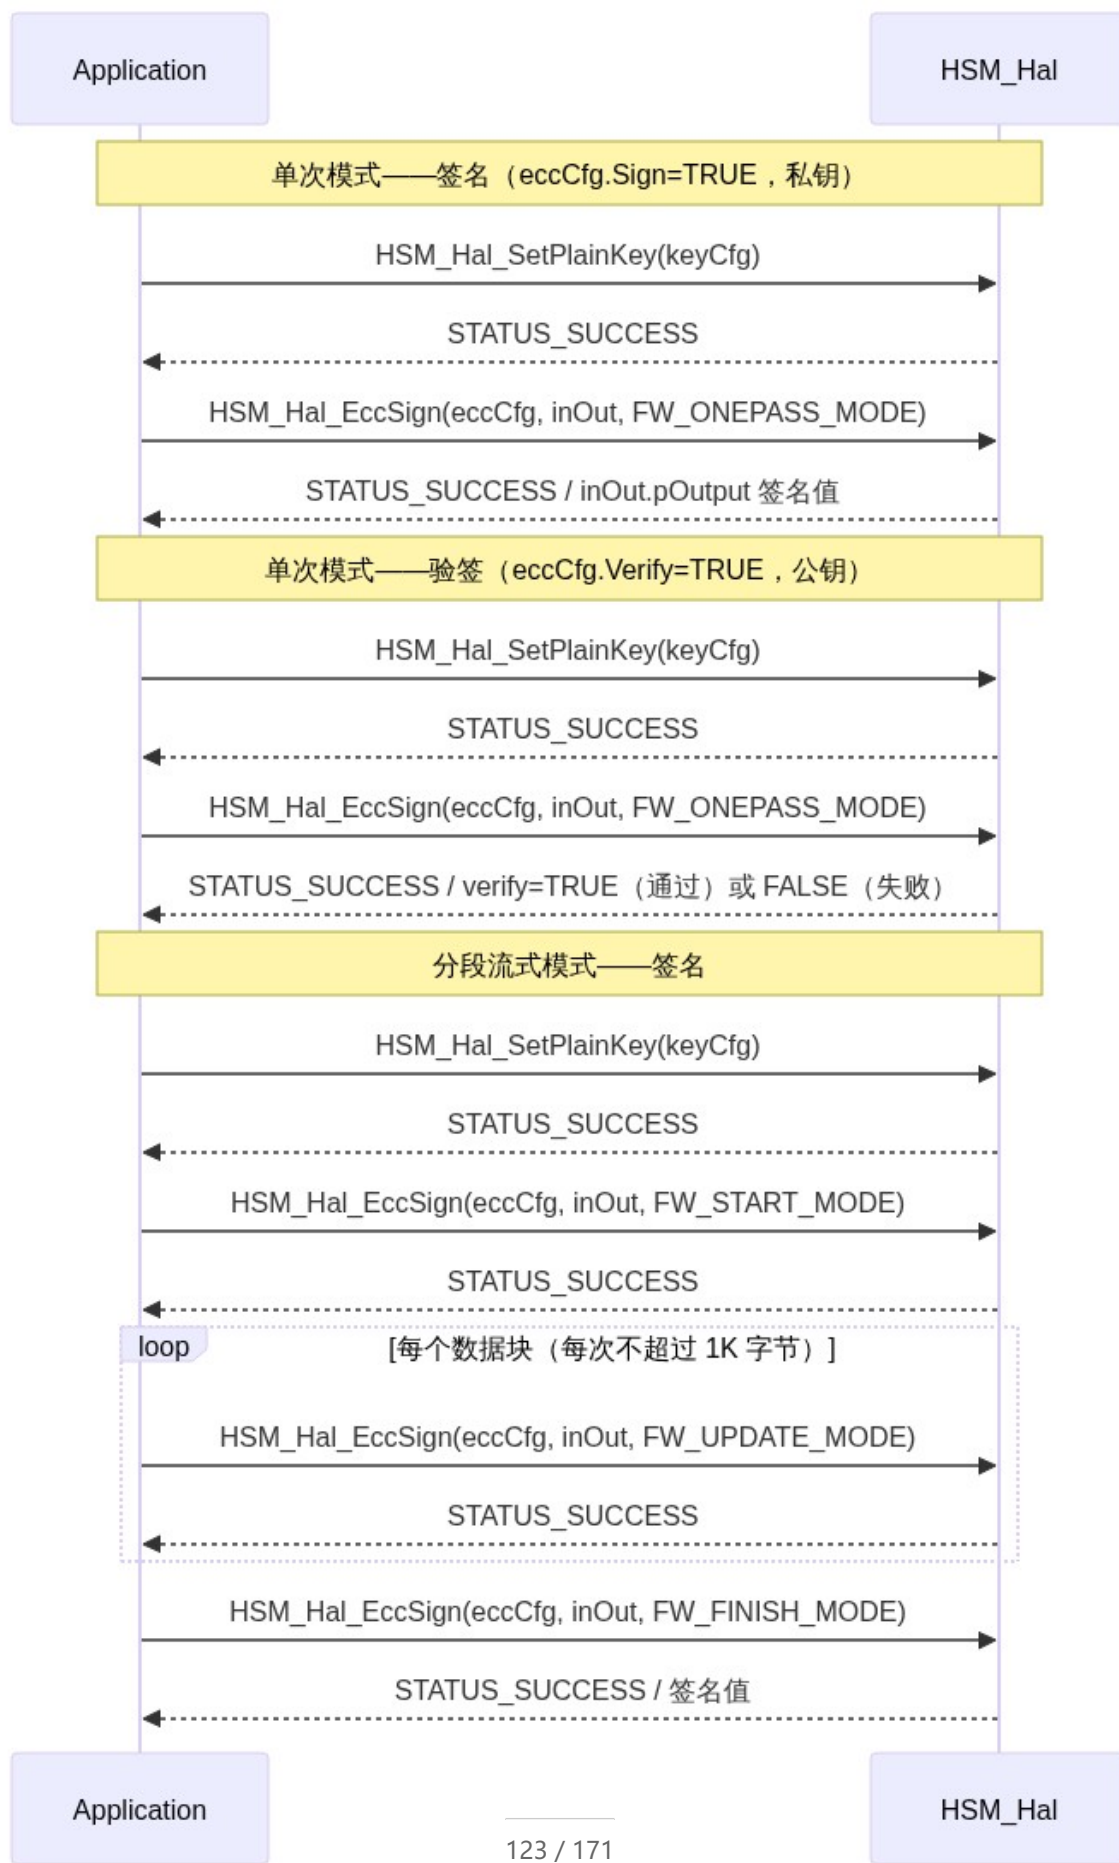 Application
HSM_Hal
单次模式——签名（eccCfg.Sign=TRUE，私钥）
HSM_Hal_SetPlainKey(keyCfg)
STATUS_SUCCESS
HSM_Hal_EccSign(eccCfg, inOut, FW_ONEPASS_MODE)
STATUS_SUCCESS / inOut.pOutput 签名值
单次模式——验签（eccCfg.Verify=TRUE，公钥）
HSM_Hal_SetPlainKey(keyCfg)
STATUS_SUCCESS
HSM_Hal_EccSign(eccCfg, inOut, FW_ONEPASS_MODE)
STATUS_SUCCESS / verify=TRUE（通过）或 FALSE（失败）
分段流式模式——签名
HSM_Hal_SetPlainKey(keyCfg)
STATUS_SUCCESS
HSM_Hal_EccSign(eccCfg, inOut, FW_START_MODE)
STATUS_SUCCESS
loop
[每个数据块（每次不超过 1K 字节）]
HSM_Hal_EccSign(eccCfg, inOut, FW_UPDATE_MODE)
STATUS_SUCCESS
HSM_Hal_EccSign(eccCfg, inOut, FW_FINISH_MODE)
STATUS_SUCCESS / 签名值
Application
HSM_Hal
123 / 171